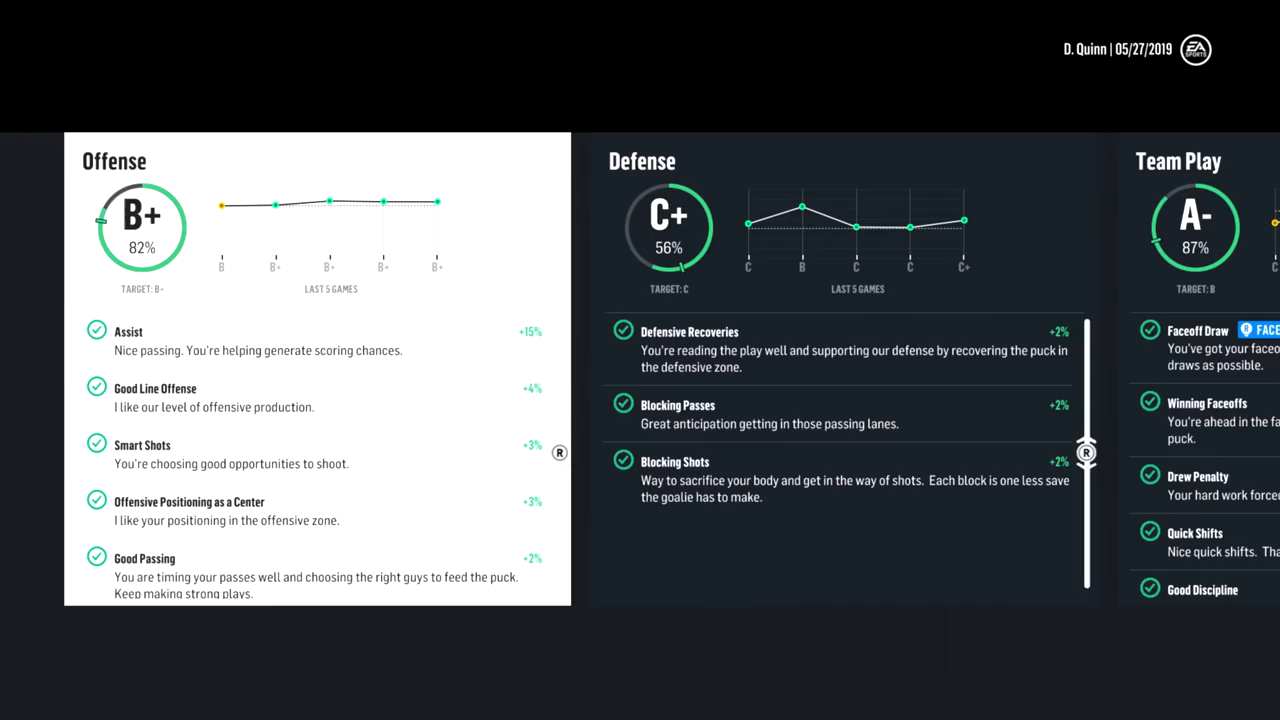 D. Quinn | 05/27/2019
EA
SPORTS
Offense
B+
82%
TARGET: B+
B
B+
B+
B+
B+
LAST 5 GAMES
Assist
+15%
Nice passing. You're helping generate scoring chances.
Good Line Offense
+4%
I like our level of offensive production.
Smart Shots
+3%
You're choosing good opportunities to shoot.
R
Offensive Positioning as a Center
+3%
I like your positioning in the offensive zone.
Good Passing
+2%
You are timing your passes well and choosing the right guys to feed the puck.
Keep making strong plays.
Defense
C+
56%
TARGET: C
C
B
C
C
C+
LAST 5 GAMES
Defensive Recoveries
+2%
You're reading the play well and supporting our defense by recovering the puck in
the defensive zone.
Blocking Passes
+2%
Great anticipation getting in those passing lanes.
Blocking Shots
+2%
Way to sacrifice your body and get in the way of shots. Each block is one less save
the goalie has to make.
R
Team Play
A-
87%
TARGET: B
C
Faceoff Draw
R FACE
You've got your faceo
draws as possible.
Winning Faceoffs
You're ahead in the fa
puck.
Drew Penalty
Your hard work forced
Quick Shifts
Nice quick shifts. Tha
Good Discipline